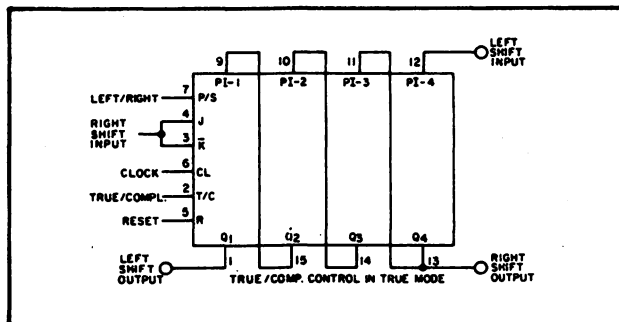 LEFT
SHIFT
INPUT
9
10
11
12
PI-1
PI-2
PI-3
PI-4
LEFT/RIGHT
7
P/S
RIGHT
SHIFT
INPUT
4
J
3
K̅
CLOCK
6
CL
TRUE/COMPL.
2
T/C
RESET
5
R
Q1
Q2
Q3
Q4
LEFT
SHIFT
OUTPUT
1
15
14
13
RIGHT
SHIFT
OUTPUT
TRUE/COMP. CONTROL IN TRUE MODE